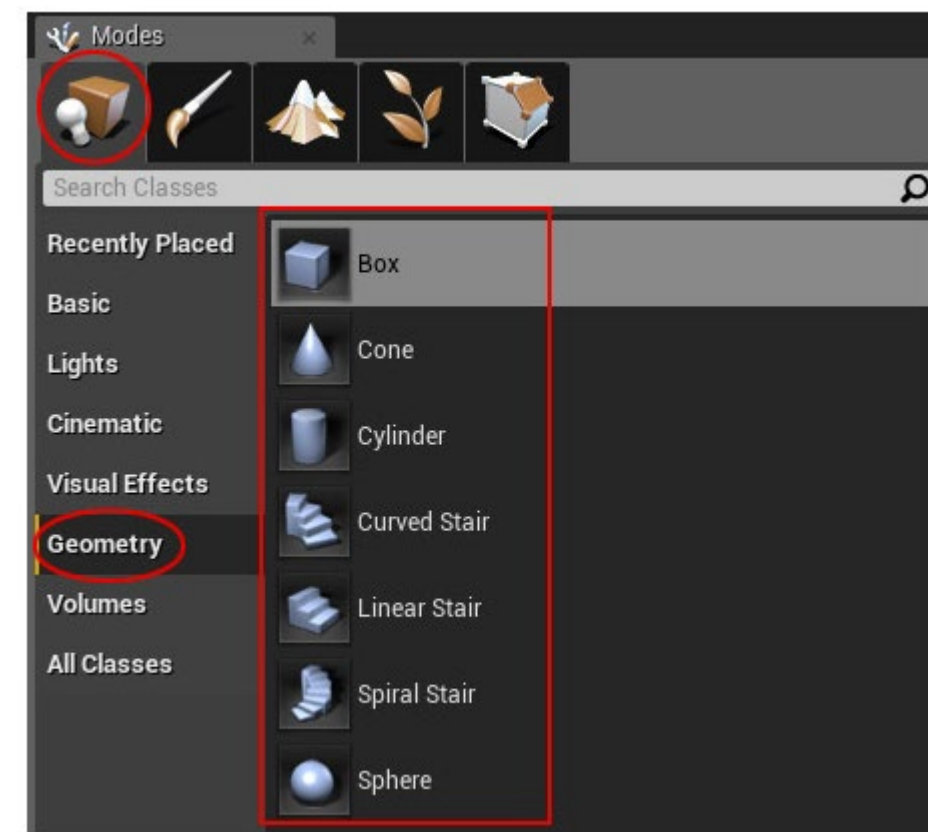 Modes
Search Classes
Recently Placed
Basic
Lights
Cinematic
Visual Effects
Geometry
Volumes
All Classes
Box
Cone
Cylinder
Curved Stair
Linear Stair
Spiral Stair
Sphere